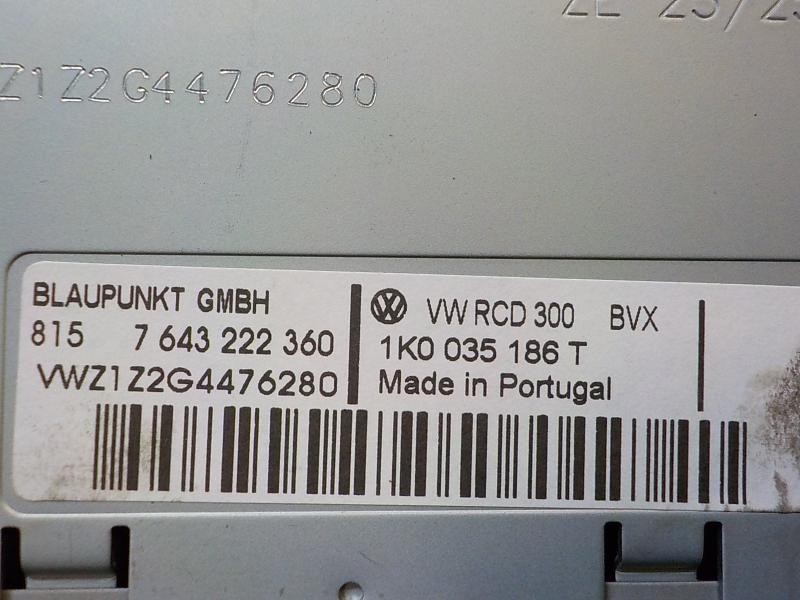 Z1Z2G4476280
BLAUPUNKT GMBH
815 7 643 222 360
VWZ1Z2G4476280
VW RCD 300 BVX
1K0 035 186 T
Made in Portugal